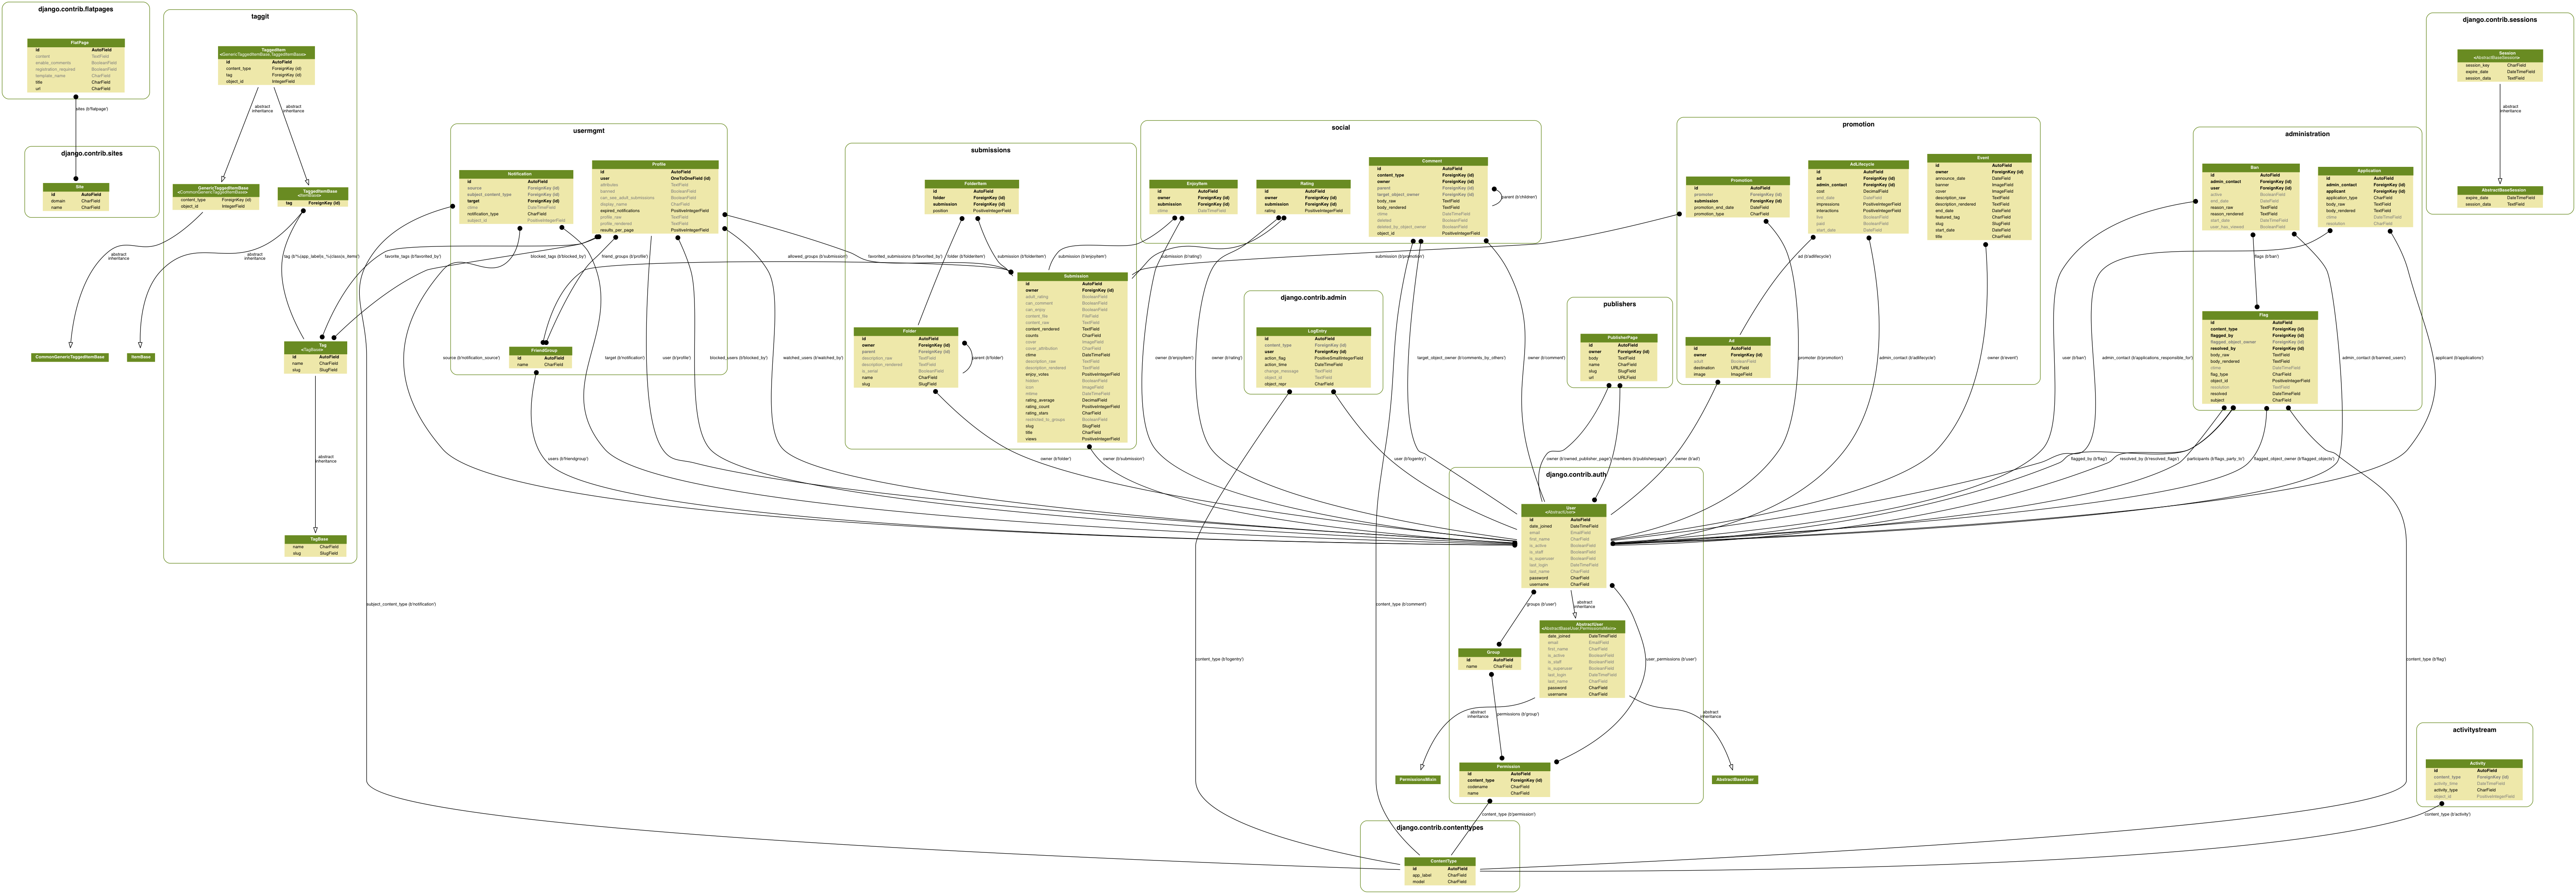 django.contrib.flatpages
FlatPage
id AutoField
content TextField
enable_comments BooleanField
registration_required BooleanField
template_name CharField
title CharField
url CharField
sites (b'flatpage')
django.contrib.sites
Site
id AutoField
domain CharField
name CharField
taggit
TaggedItem
«GenericTaggedItemBase,TaggedItemBase»
id AutoField
content_type ForeignKey (id)
tag ForeignKey (id)
object_id IntegerField
abstract
inheritance
abstract
inheritance
GenericTaggedItemBase
«CommonGenericTaggedItemBase»
content_type ForeignKey (id)
object_id IntegerField
TaggedItemBase
«ItemBase»
tag ForeignKey (id)
abstract
inheritance
abstract
inheritance
CommonGenericTaggedItemBase
ItemBase
Tag
«TagBase»
id AutoField
name CharField
slug SlugField
abstract
inheritance
TagBase
name CharField
slug SlugField
usermgmt
Notification
id AutoField
source ForeignKey (id)
subject_content_type ForeignKey (id)
target ForeignKey (id)
ctime DateTimeField
notification_type CharField
subject_id PositiveIntegerField
Profile
id AutoField
user OneToOneField (id)
attributes TextField
banned BooleanField
can_see_adult_submissions BooleanField
display_name CharField
expired_notifications PositiveIntegerField
profile_raw TextField
profile_rendered TextField
results_per_page PositiveIntegerField
favorite_tags (b'favorited_by')
blocked_tags (b'blocked_by')
friend_groups (b'profile')
allowed_groups (b'submission')
favorited_submissions (b'favorited_by')
FriendGroup
id AutoField
name CharField
source (b'notification_source')
target (b'notification')
user (b'profile')
blocked_users (b'blocked_by')
watched_users (b'watched_by')
users (b'friendgroup')
subject_content_type (b'notification')
submissions
FolderItem
id AutoField
folder ForeignKey (id)
submission ForeignKey (id)
position PositiveIntegerField
folder (b'folderitem')
submission (b'folderitem')
Folder
id AutoField
owner ForeignKey (id)
parent ForeignKey (id)
description_raw TextField
description_rendered TextField
is_serial BooleanField
name CharField
slug SlugField
parent (b'folder')
Submission
id AutoField
owner ForeignKey (id)
adult_rating BooleanField
can_comment BooleanField
can_enjoy BooleanField
content_file FileField
content_raw TextField
content_rendered TextField
counts CharField
cover ImageField
cover_attribution CharField
ctime DateTimeField
description_raw TextField
description_rendered TextField
enjoy_votes PositiveIntegerField
hidden BooleanField
icon ImageField
mtime DateTimeField
rating_average DecimalField
rating_count PositiveIntegerField
rating_stars CharField
restricted_to_groups BooleanField
slug SlugField
title CharField
views PositiveIntegerField
owner (b'folder')
owner (b'submission')
social
EnjoyItem
id AutoField
owner ForeignKey (id)
submission ForeignKey (id)
ctime DateTimeField
Rating
id AutoField
owner ForeignKey (id)
submission ForeignKey (id)
rating PositiveIntegerField
Comment
id AutoField
content_type ForeignKey (id)
owner ForeignKey (id)
parent ForeignKey (id)
target_object_owner ForeignKey (id)
body_raw TextField
body_rendered TextField
ctime DateTimeField
deleted BooleanField
deleted_by_object_owner BooleanField
object_id PositiveIntegerField
parent (b'children')
submission (b'enjoyitem')
submission (b'rating')
submission (b'promotion')
owner (b'enjoyitem')
owner (b'rating')
target_object_owner (b'comments_by_others')
owner (b'comment')
django.contrib.admin
LogEntry
id AutoField
content_type ForeignKey (id)
user ForeignKey (id)
action_flag PositiveSmallIntegerField
action_time DateTimeField
change_message TextField
object_id TextField
object_repr CharField
user (b'logentry')
content_type (b'logentry')
content_type (b'comment')
publishers
PublisherPage
id AutoField
owner ForeignKey (id)
body TextField
name CharField
slug SlugField
url URLField
owner (b'owned_publisher_page')
members (b'publisherpage')
promotion
Promotion
id AutoField
promoter ForeignKey (id)
submission ForeignKey (id)
promotion_end_date DateField
promotion_type CharField
AdLifecycle
id AutoField
ad ForeignKey (id)
admin_contact ForeignKey (id)
cost DecimalField
end_date DateField
impressions PositiveIntegerField
interactions PositiveIntegerField
live BooleanField
paid BooleanField
start_date DateField
Event
id AutoField
owner ForeignKey (id)
announce_date DateField
banner ImageField
cover ImageField
description_raw TextField
description_rendered TextField
end_date DateField
featured_tag CharField
slug SlugField
start_date DateField
title CharField
ad (b'adlifecycle')
Ad
id AutoField
owner ForeignKey (id)
adult BooleanField
destination URLField
image ImageField
promoter (b'promotion')
admin_contact (b'adlifecycle')
owner (b'event')
owner (b'ad')
administration
Ban
id AutoField
admin_contact ForeignKey (id)
user ForeignKey (id)
active BooleanField
end_date DateField
reason_raw TextField
reason_rendered TextField
start_date DateTimeField
user_has_viewed BooleanField
Application
id AutoField
admin_contact ForeignKey (id)
applicant ForeignKey (id)
application_type CharField
body_raw TextField
body_rendered TextField
ctime DateTimeField
resolution CharField
flags (b'ban')
Flag
id AutoField
content_type ForeignKey (id)
flagged_by ForeignKey (id)
flagged_object_owner ForeignKey (id)
resolved_by ForeignKey (id)
body_raw TextField
body_rendered TextField
ctime DateTimeField
flag_type CharField
object_id PositiveIntegerField
resolution TextField
resolved DateTimeField
subject CharField
user (b'ban')
admin_contact (b'applications_responsible_for')
admin_contact (b'banned_users')
applicant (b'applications')
flagged_by (b'flag')
resolved_by (b'resolved_flags')
participants (b'flags_party_to')
flagged_object_owner (b'flagged_objects')
content_type (b'flag')
django.contrib.sessions
Session
«AbstractBaseSession»
session_key CharField
expire_date DateTimeField
session_data TextField
abstract
inheritance
AbstractBaseSession
expire_date DateTimeField
session_data TextField
django.contrib.auth
User
«AbstractUser»
id AutoField
date_joined DateTimeField
email EmailField
first_name CharField
is_active BooleanField
is_staff BooleanField
is_superuser BooleanField
last_login DateTimeField
last_name CharField
password CharField
username CharField
groups (b'user')
abstract
inheritance
AbstractUser
«AbstractBaseUser,PermissionsMixin»
date_joined DateTimeField
email EmailField
first_name CharField
is_active BooleanField
is_staff BooleanField
is_superuser BooleanField
last_login DateTimeField
last_name CharField
password CharField
username CharField
user_permissions (b'user')
Group
id AutoField
name CharField
abstract
inheritance
permissions (b'group')
abstract
inheritance
PermissionsMixin
AbstractBaseUser
Permission
id AutoField
content_type ForeignKey (id)
codename CharField
name CharField
content_type (b'permission')
django.contrib.contenttypes
ContentType
id AutoField
app_label CharField
model CharField
activitystream
Activity
id AutoField
content_type ForeignKey (id)
activity_time DateTimeField
activity_type CharField
object_id PositiveIntegerField
content_type (b'activity')